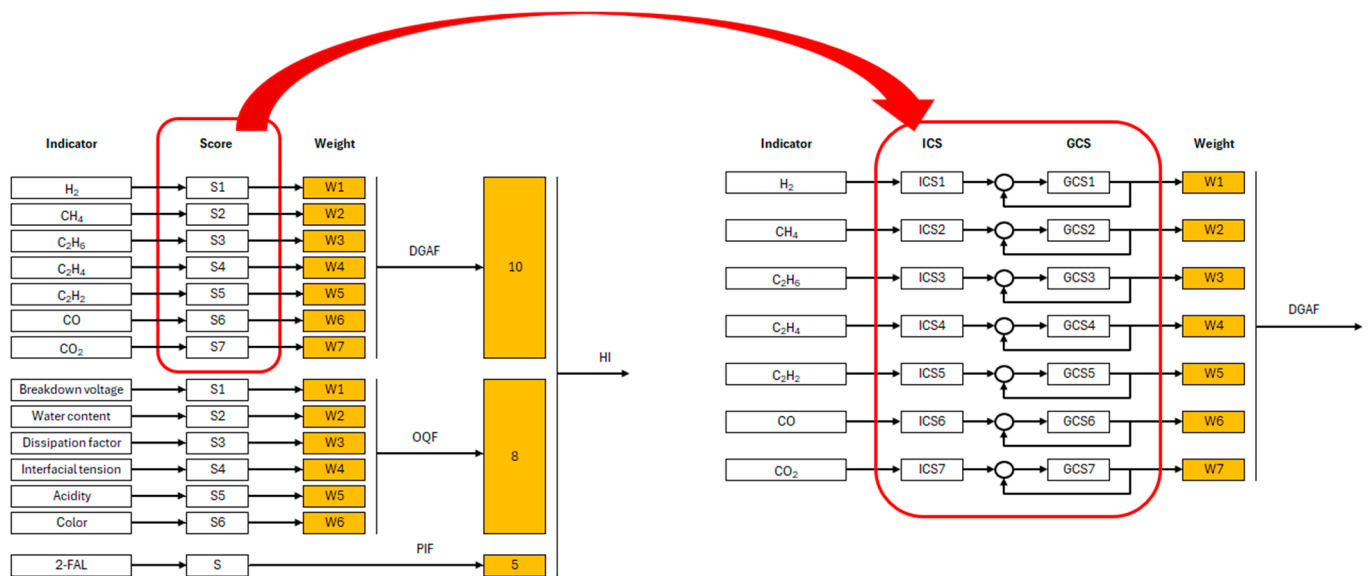 Indicator Score Weight
H₂ S1 W1
CH₄ S2 W2
C₂H₆ S3 W3
C₂H₄ S4 W4
C₂H₂ S5 W5
CO S6 W6
CO₂ S7 W7
DGAF
10
Breakdown voltage S1 W1
Water content S2 W2
Dissipation factor S3 W3
Interfacial tension S4 W4
Acidity S5 W5
Color S6 W6
OQF
8
2-FAL S
PIF
5
HI
Indicator ICS GCS Weight
H₂ ICS1 GCS1 W1
CH₄ ICS2 GCS2 W2
C₂H₆ ICS3 GCS3 W3
C₂H₄ ICS4 GCS4 W4
C₂H₂ ICS5 GCS5 W5
CO ICS6 GCS6 W6
CO₂ ICS7 GCS7 W7
DGAF